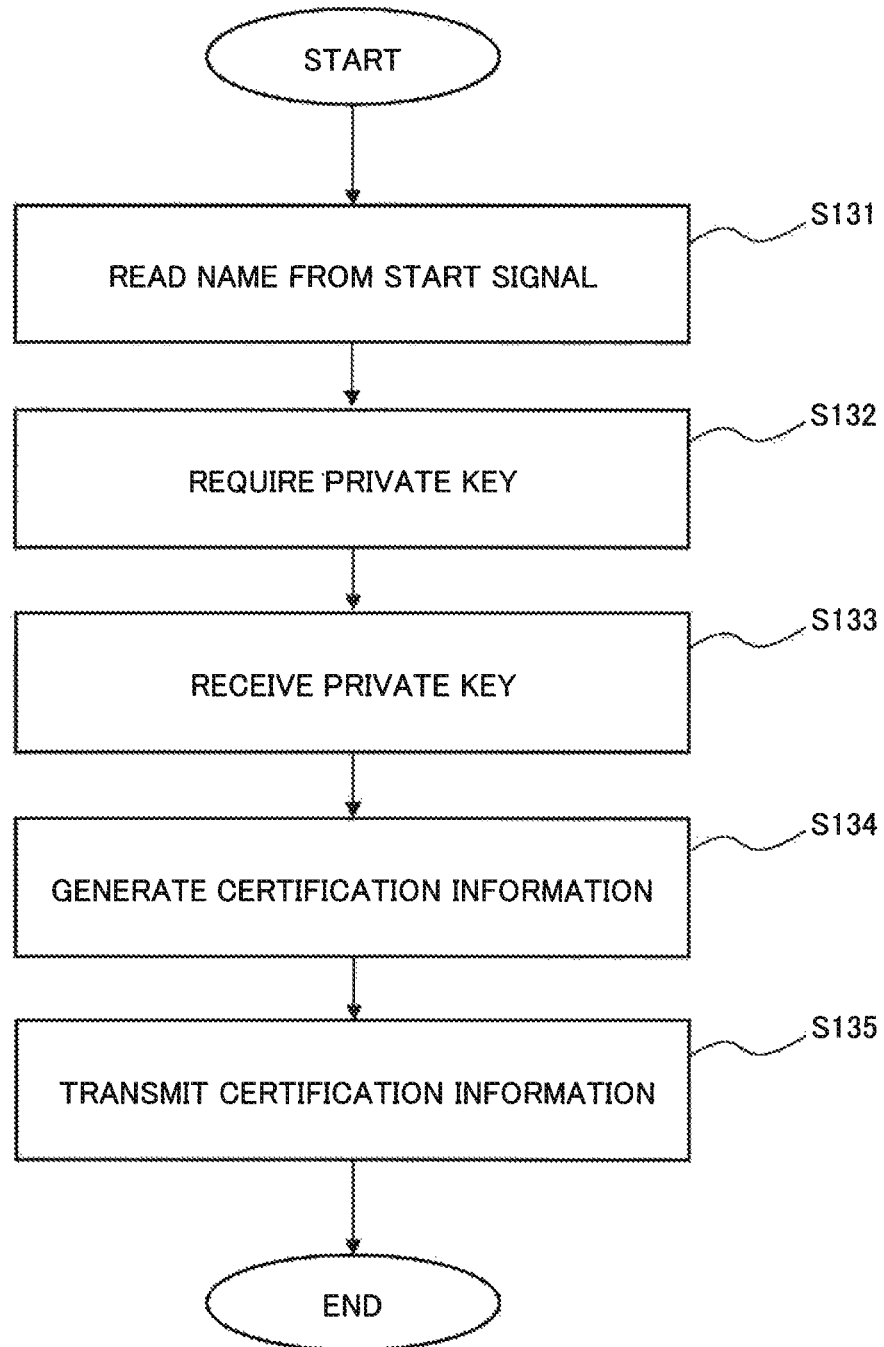 START
S131
READ NAME FROM START SIGNAL
S132
REQUIRE PRIVATE KEY
S133
RECEIVE PRIVATE KEY
S134
GENERATE CERTIFICATION INFORMATION
S135
TRANSMIT CERTIFICATION INFORMATION
END